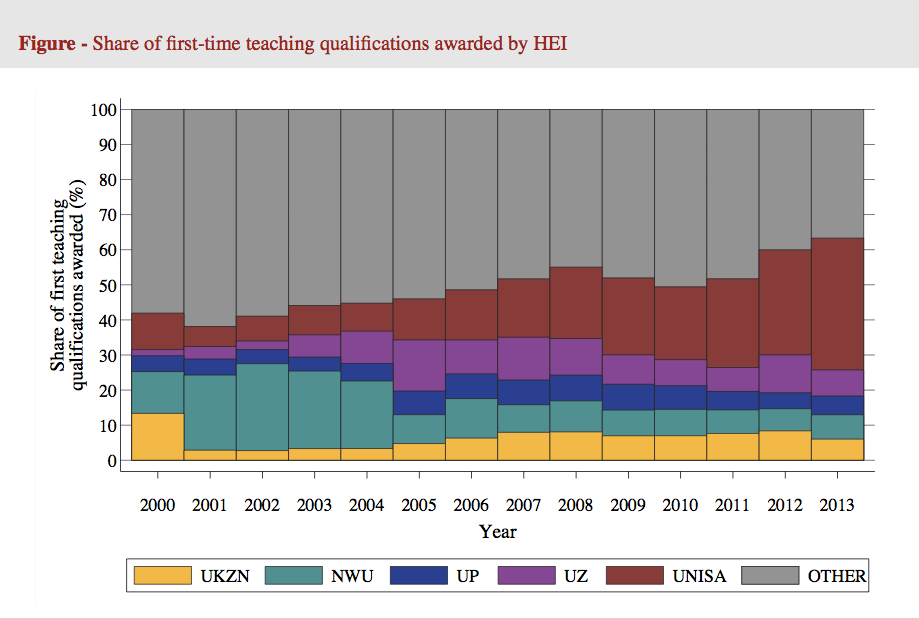 Figure - Share of first-time teaching qualifications awarded by HEI
Share of first teaching
qualifications awarded (%)
100
90
80
70
60
50
40
30
20
10
0
2000 2001 2002 2003 2004 2005 2006 2007 2008 2009 2010 2011 2012 2013
Year
UKZN NWU UP UZ UNISA OTHER